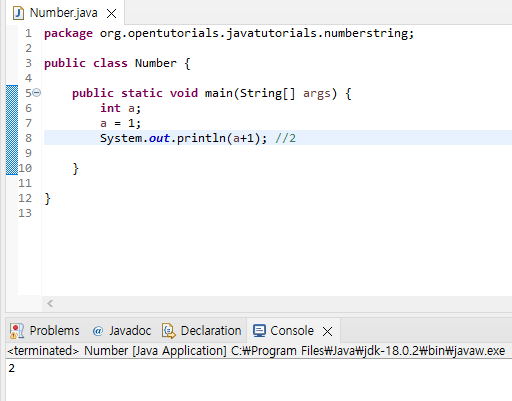 Number.java
1 package org.opentutorials.javatutorials.numberstring;
2
3 public class Number {
4
5 public static void main(String[] args) {
6 int a;
7 a = 1;
8 System.out.println(a+1); //2
9
10 }
11
12 }
13
Problems @ Javadoc Declaration Console
<terminated> Number [Java Application] C:₩Program Files₩Java₩jdk-18.0.2₩bin₩javaw.exe
2